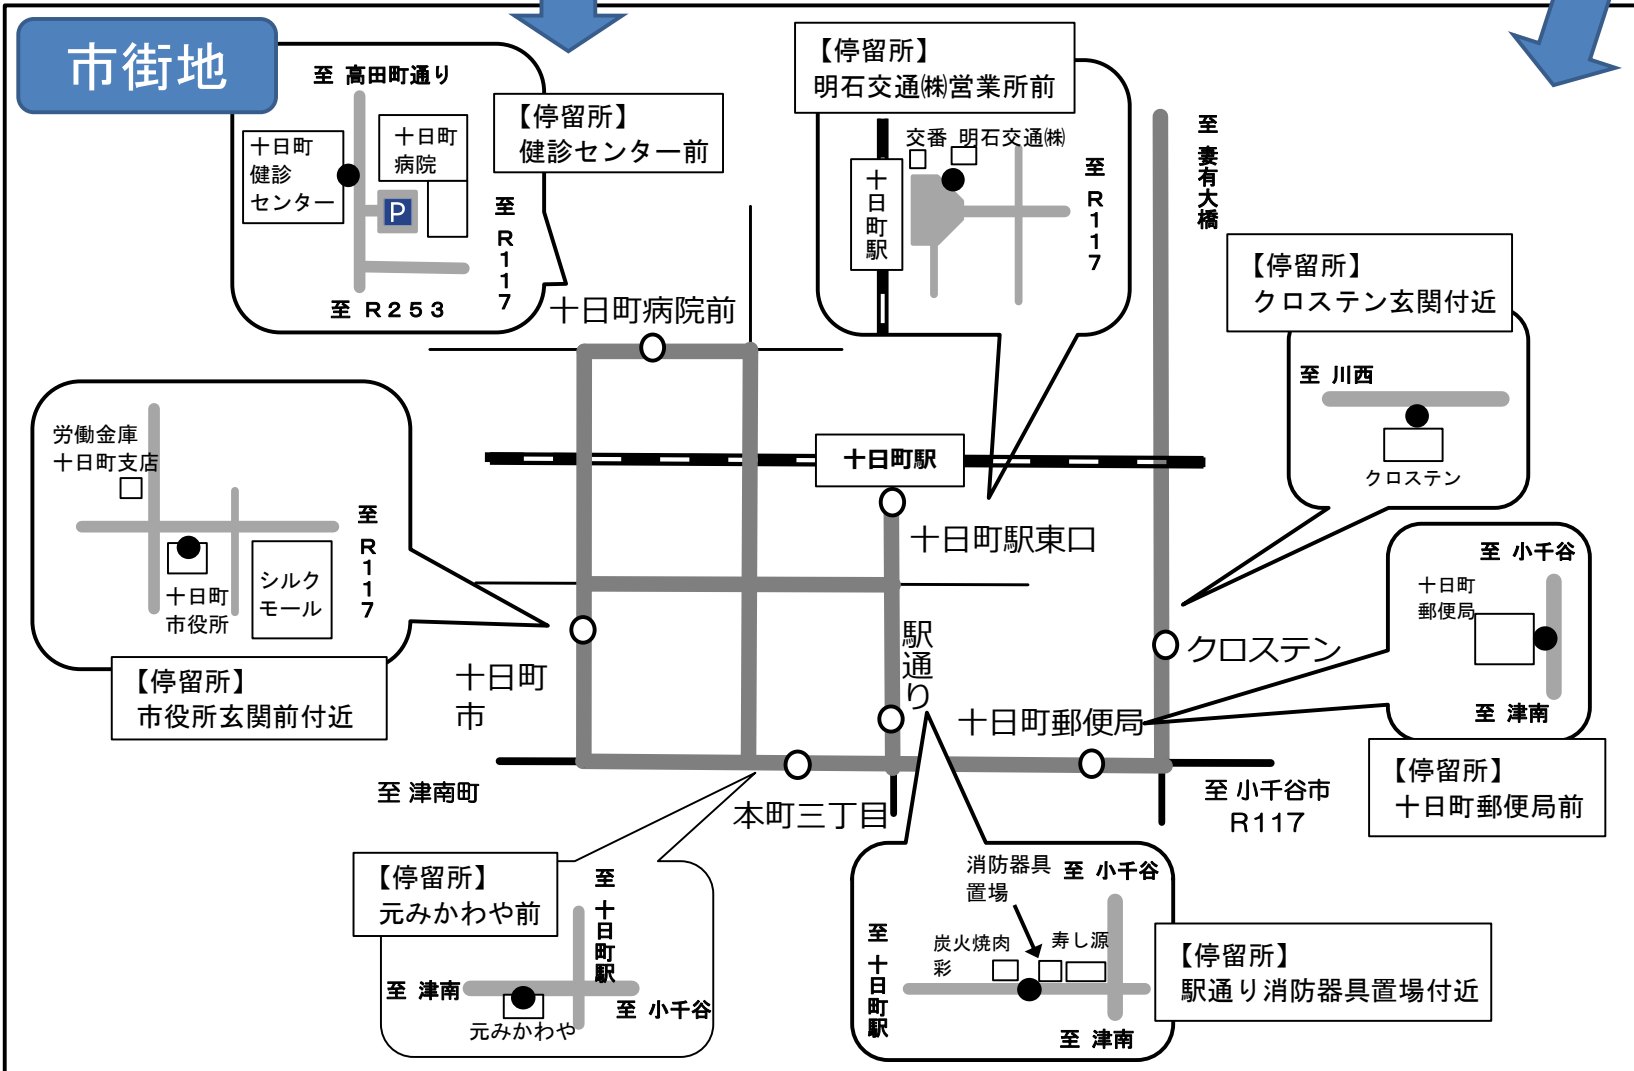 市街地
至 高田町通り
十日町
健診
センター
十日町
病院
P
至 R117
至 R253
【停留所】
健診センター前
【停留所】
明石交通㈱営業所前
交番 明石交通㈱
十日町駅
至 R117
至 妻有大橋
【停留所】
クロステン玄関付近
至 川西
クロステン
十日町病院前
労働金庫
十日町支店
至 R117
十日町
市役所
シルク
モール
【停留所】
市役所玄関前付近
十日町駅
十日町駅東口
至 小千谷
十日町
郵便局
至 津南
【停留所】
十日町郵便局前
十日町
市
駅通り
クロステン
十日町郵便局
至 津南町
本町三丁目
至 小千谷市
R117
【停留所】
元みかわや前
至 十日町駅
至 津南
至 小千谷
元みかわや
消防器具
置場
至 小千谷
炭火焼肉
彩
寿し源
至 十日町駅
至 津南
【停留所】
駅通り消防器具置場付近